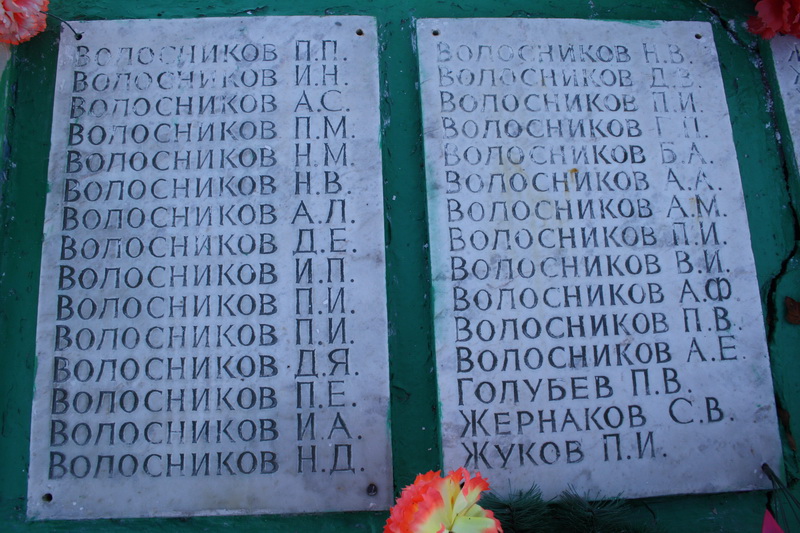 ВОЛОСНИКОВ П.П.
ВОЛОСНИКОВ И.Н.
ВОЛОСНИКОВ А.С.
ВОЛОСНИКОВ П.М.
ВОЛОСНИКОВ Н.М.
ВОЛОСНИКОВ Н.В.
ВОЛОСНИКОВ А.Л.
ВОЛОСНИКОВ Д.Е.
ВОЛОСНИКОВ И.П.
ВОЛОСНИКОВ П.И.
ВОЛОСНИКОВ П.И.
ВОЛОСНИКОВ Д.Я.
ВОЛОСНИКОВ П.Е.
ВОЛОСНИКОВ И.А.
ВОЛОСНИКОВ Н.Д.
ВОЛОСНИКОВ Н.В.
ВОЛОСНИКОВ Д.З.
ВОЛОСНИКОВ П.И.
ВОЛОСНИКОВ
ВОЛОСНИКОВ Б.А.
ВОЛОСНИКОВ А.А.
ВОЛОСНИКОВ А.М.
ВОЛОСНИКОВ П.И.
ВОЛОСНИКОВ В.И.
ВОЛОСНИКОВ А.Ф
ВОЛОСНИКОВ П.В.
ВОЛОСНИКОВ А.Е.
ГОЛУБЕВ П.В.
ЖЕРНАКОВ С.В.
ЖУКОВ П.И.